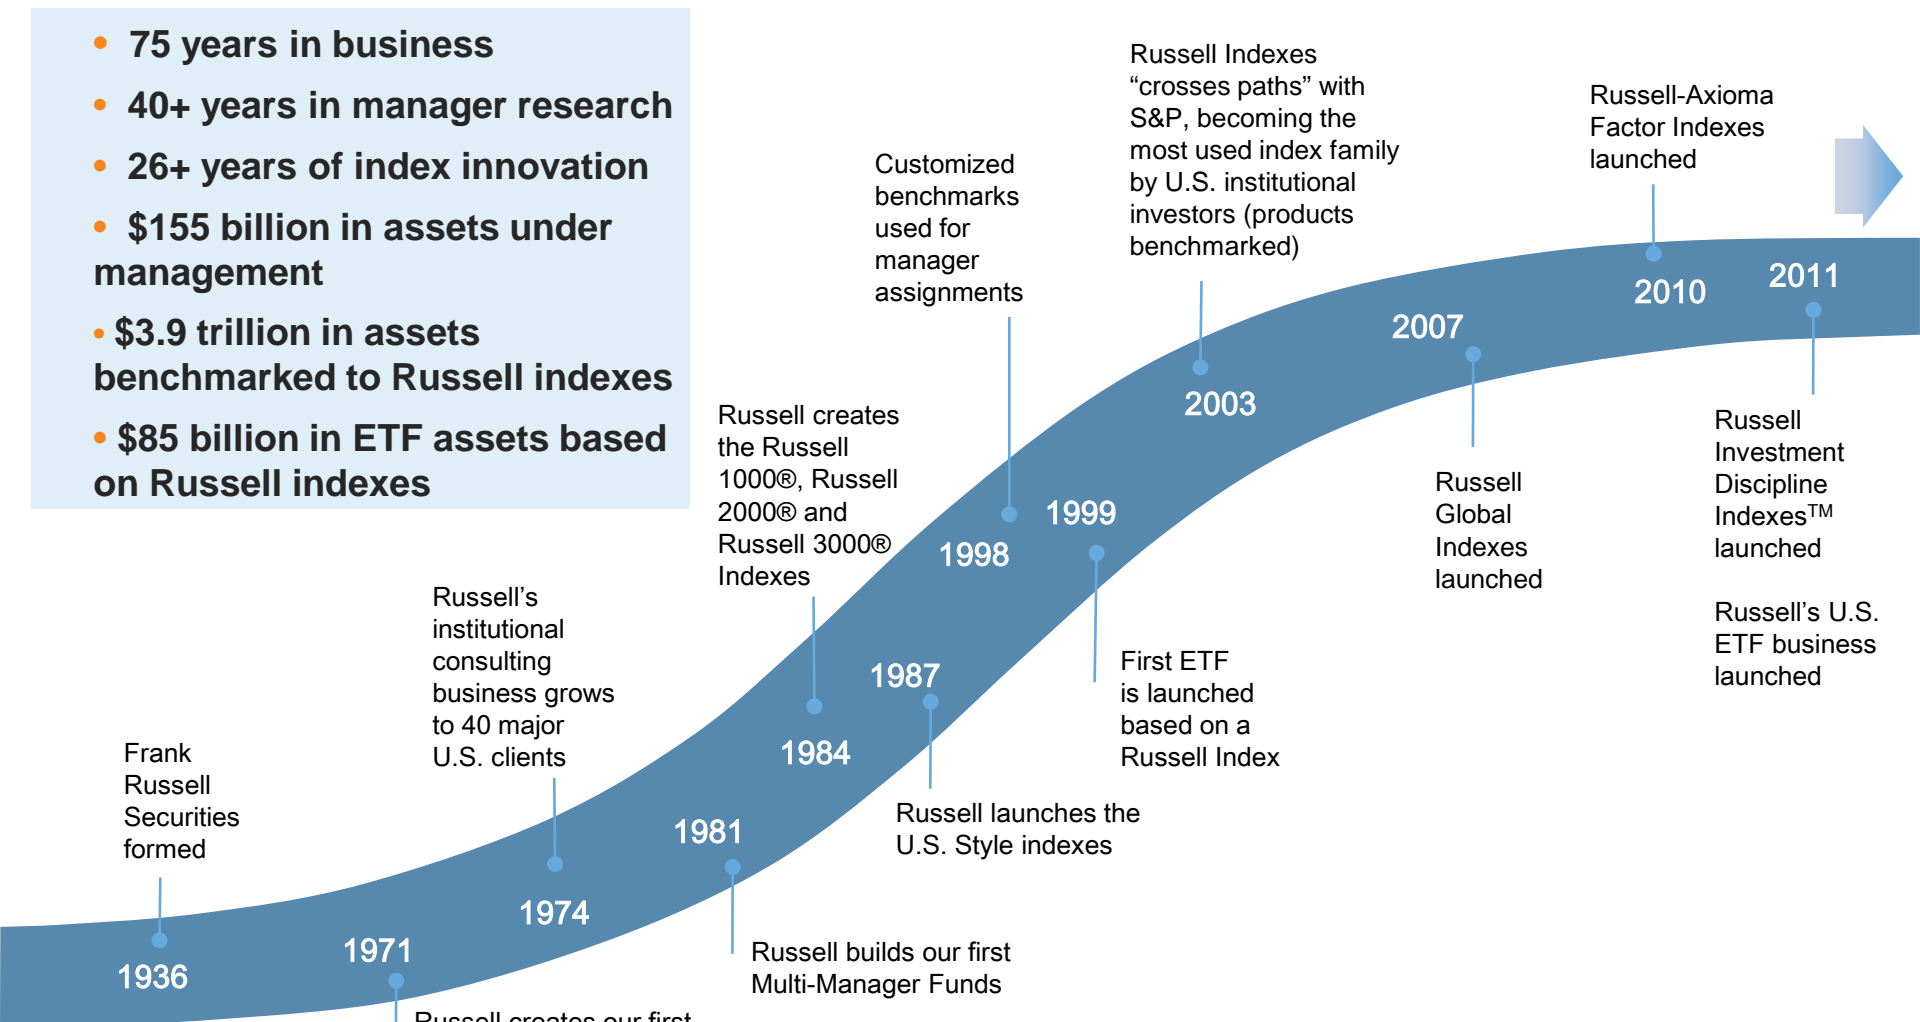 • 75 years in business
• 40+ years in manager research
• 26+ years of index innovation
• $155 billion in assets under
management
• $3.9 trillion in assets
benchmarked to Russell indexes
• $85 billion in ETF assets based
on Russell indexes
Frank
Russell
Securities
formed
1936
1971
Russell creates our first
Russell’s
institutional
consulting
business grows
to 40 major
U.S. clients
1974
1981
Russell builds our first
Multi-Manager Funds
Russell creates
the Russell
1000®, Russell
2000® and
Russell 3000®
Indexes
1984
1987
Russell launches the
U.S. Style indexes
Customized
benchmarks
used for
manager
assignments
1998
1999
First ETF
is launched
based on a
Russell Index
Russell Indexes
“crosses paths” with
S&P, becoming the
most used index family
by U.S. institutional
investors (products
benchmarked)
2003
2007
Russell
Global
Indexes
launched
Russell-Axioma
Factor Indexes
launched
2010
2011
Russell
Investment
Discipline
Indexes™
launched
Russell’s U.S.
ETF business
launched